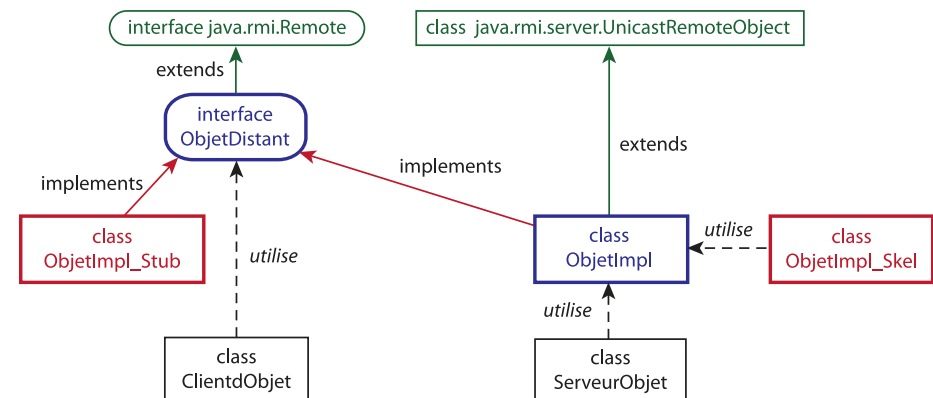 interface java.rmi.Remote
class java.rmi.server.UnicastRemoteObject
extends
interface
ObjetDistant
extends
implements
implements
class
ObjetImpl_Stub
utilise
class
ObjetImpl
utilise
class
ObjetImpl_Skel
utilise
class
ClientdObjet
class
ServeurObjet